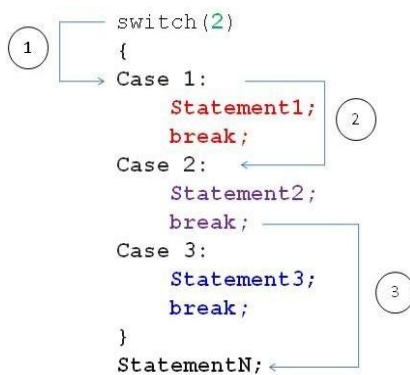 switch(2)
1
{
Case 1:
Statement1;
2
break;
Case 2:
Statement2;
break;
Case 3:
Statement3;
3
break;
}
StatementN;